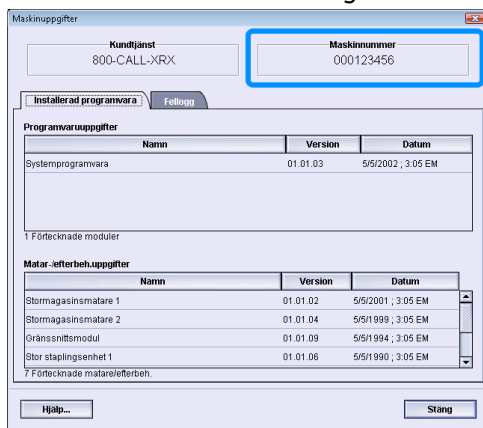 Maskinuppgifter
Kundtjänst
800-CALL-XRX
Maskinnummer
000123456
Installerad programvara
Fellogg
Programvaruuppgifter
Namn Version Datum
Systemprogramvara 01.01.03 5/5/2002 ; 3:05 EM
1 Förtecknade moduler
Matar-/efterbeh.uppgifter
Namn Version Datum
Stormagasinsmatare 1 01.01.02 5/5/2001 ; 3:05 EM
Stormagasinsmatare 2 01.01.04 5/5/1999 ; 3:05 EM
Gränssnittsmodul 01.01.09 5/5/1994 ; 3:05 EM
Stor staplingsenhet 1 01.01.06 5/5/1990 ; 3:05 EM
7 Förtecknade matare/efterbeh.
Hjälp...
Stäng